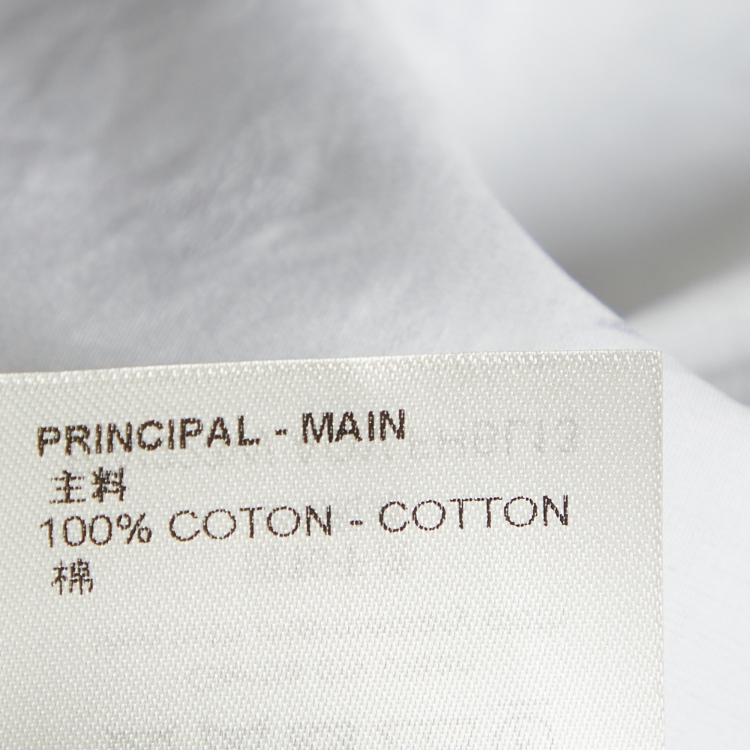 PRINCIPAL - MAIN
主料
100% COTON - COTTON
棉